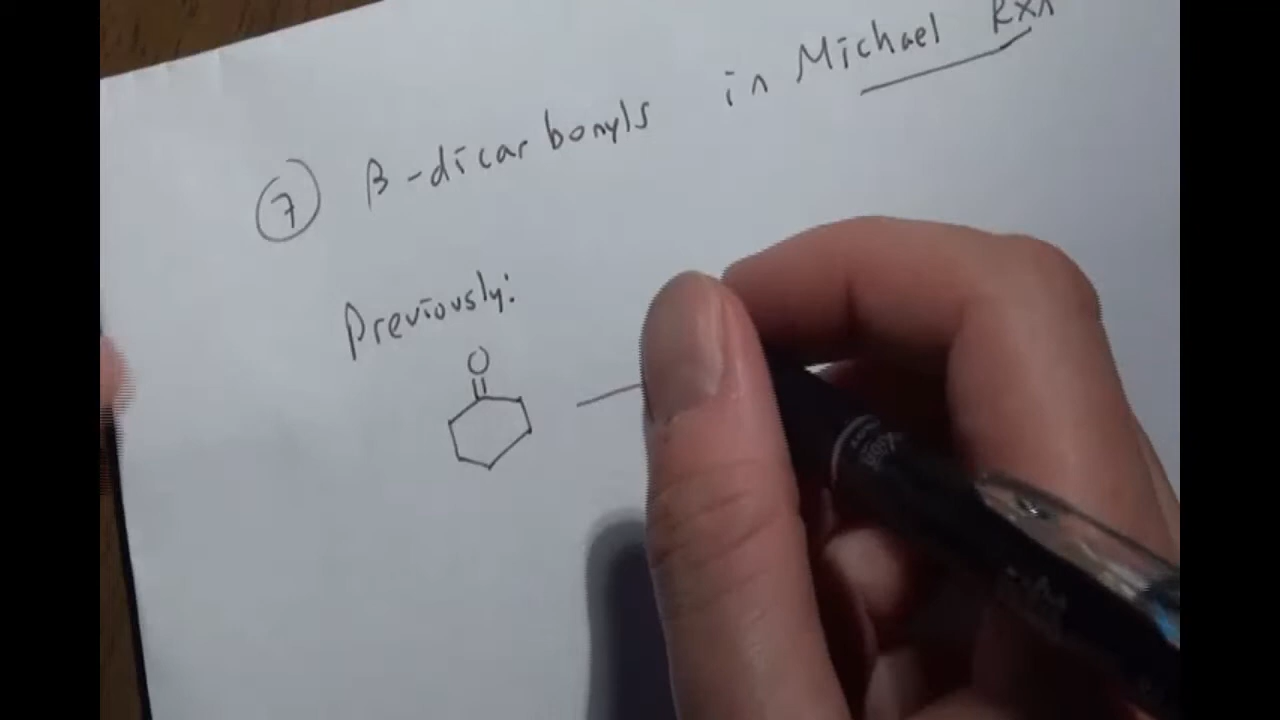 7 β-dicarbonyls in Michael Rxn
Previously:
O